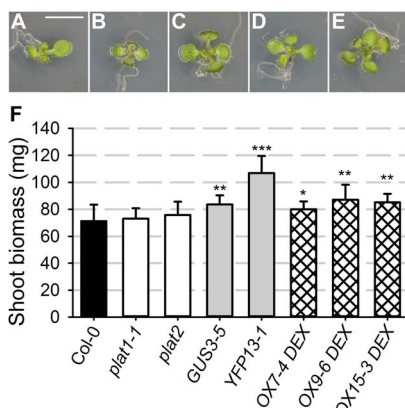 A B C D E
F
Shoot biomass (mg)
140
120
100
80
60
40
20
0
** *** * ** **
Col-0
plat1-1
plat2
GUS3-5
YFP13-1
OX7-4 DEX
OX9-6 DEX
OX15-3 DEX